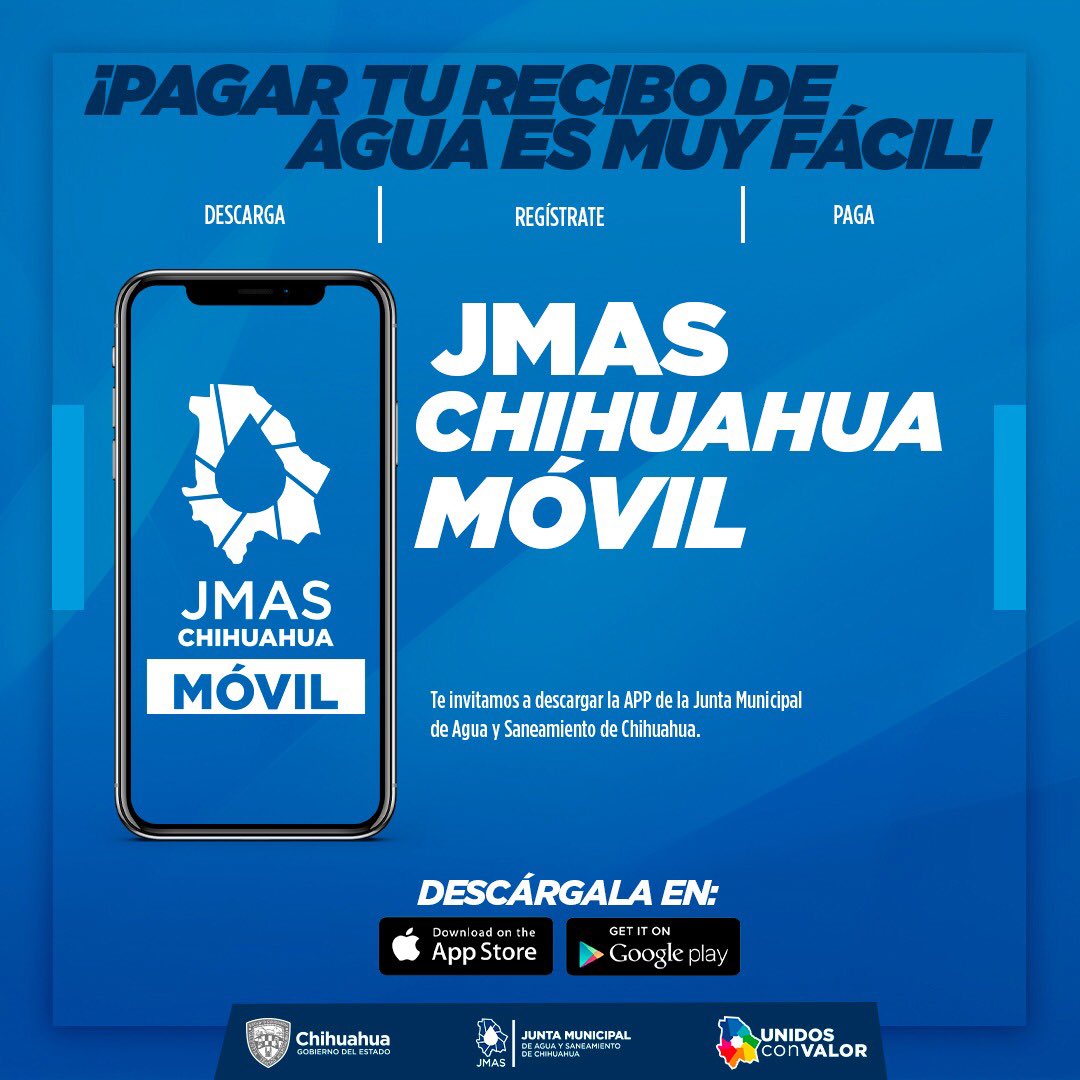 ¡PAGAR TU RECIBO DE
AGUA ES MUY FÁCIL!
DESCARGA
REGÍSTRATE
PAGA
JMAS
CHIHUAHUA
MÓVIL
JMAS
CHIHUAHUA
MÓVIL
Te invitamos a descargar la APP de la Junta Municipal
de Agua y Saneamiento de Chihuahua.
DESCÁRGALA EN:
Download on the
App Store
GET IT ON
Google play
Chihuahua
GOBIERNO DEL ESTADO
JMAS
JUNTA MUNICIPAL
DE AGUA Y SANEAMIENTO
DE CHIHUAHUA
UNIDOS
conVALOR